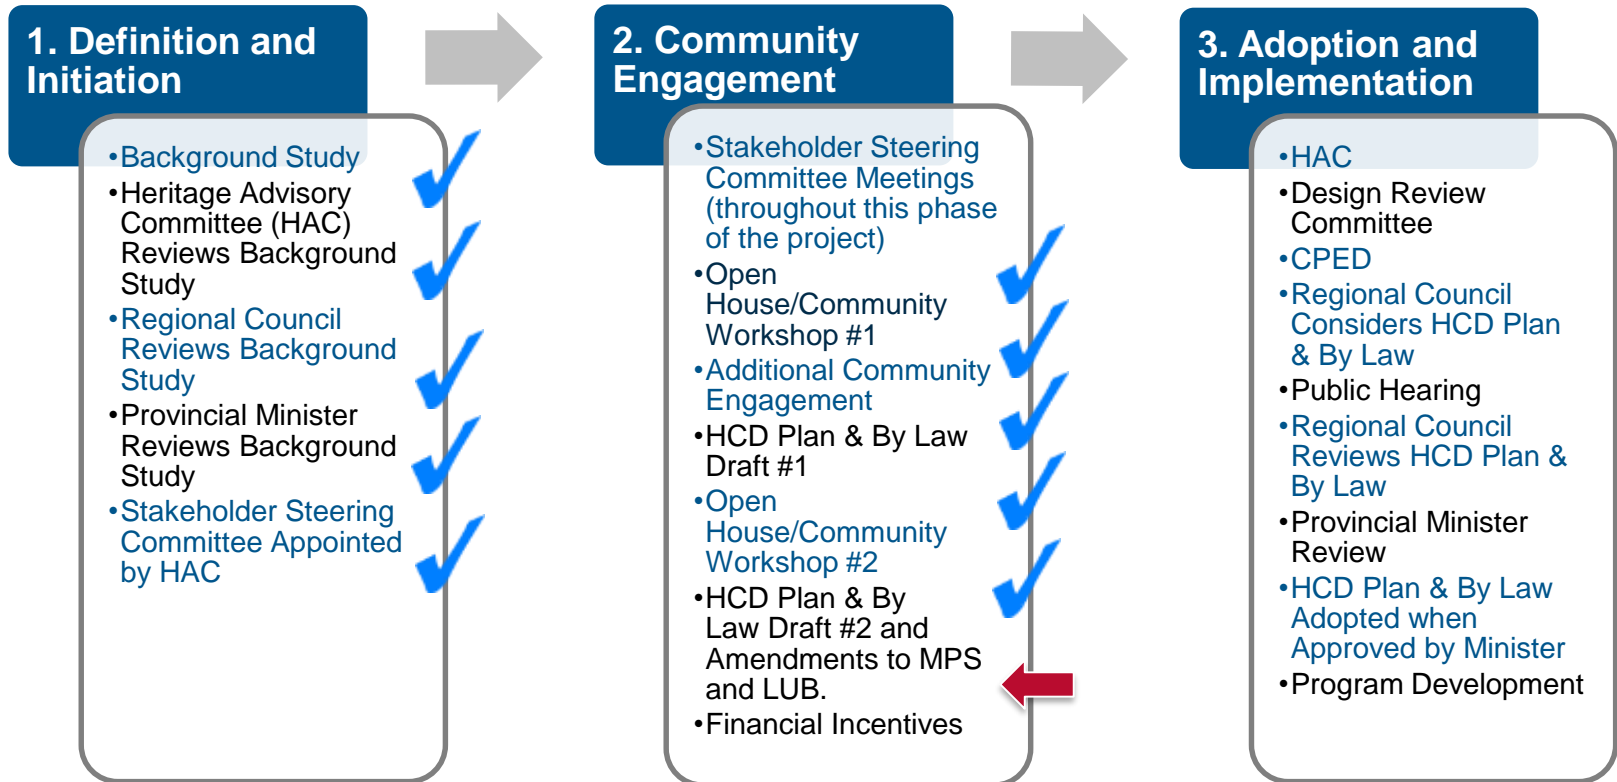 1. Definition and
Initiation
•Background Study
•Heritage Advisory
Committee (HAC)
Reviews Background
Study
•Regional Council
Reviews Background
Study
•Provincial Minister
Reviews Background
Study
•Stakeholder Steering
Committee Appointed
by HAC
2. Community
Engagement
•Stakeholder Steering
Committee Meetings
(throughout this phase
of the project)
•Open
House/Community
Workshop #1
•Additional Community
Engagement
•HCD Plan & By Law
Draft #1
•Open
House/Community
Workshop #2
•HCD Plan & By
Law Draft #2 and
Amendments to MPS
and LUB.
•Financial Incentives
3. Adoption and
Implementation
•HAC
•Design Review
Committee
•CPED
•Regional Council
Considers HCD Plan
& By Law
•Public Hearing
•Regional Council
Reviews HCD Plan &
By Law
•Provincial Minister
Review
•HCD Plan & By Law
Adopted when
Approved by Minister
•Program Development